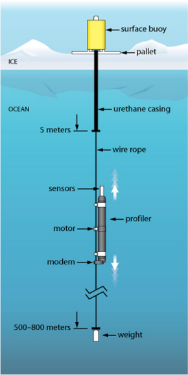 surface buoy
pallet
ICE
OCEAN
urethane casing
5 meters
wire rope
sensors
profiler
motor
modem
500–800 meters
weight